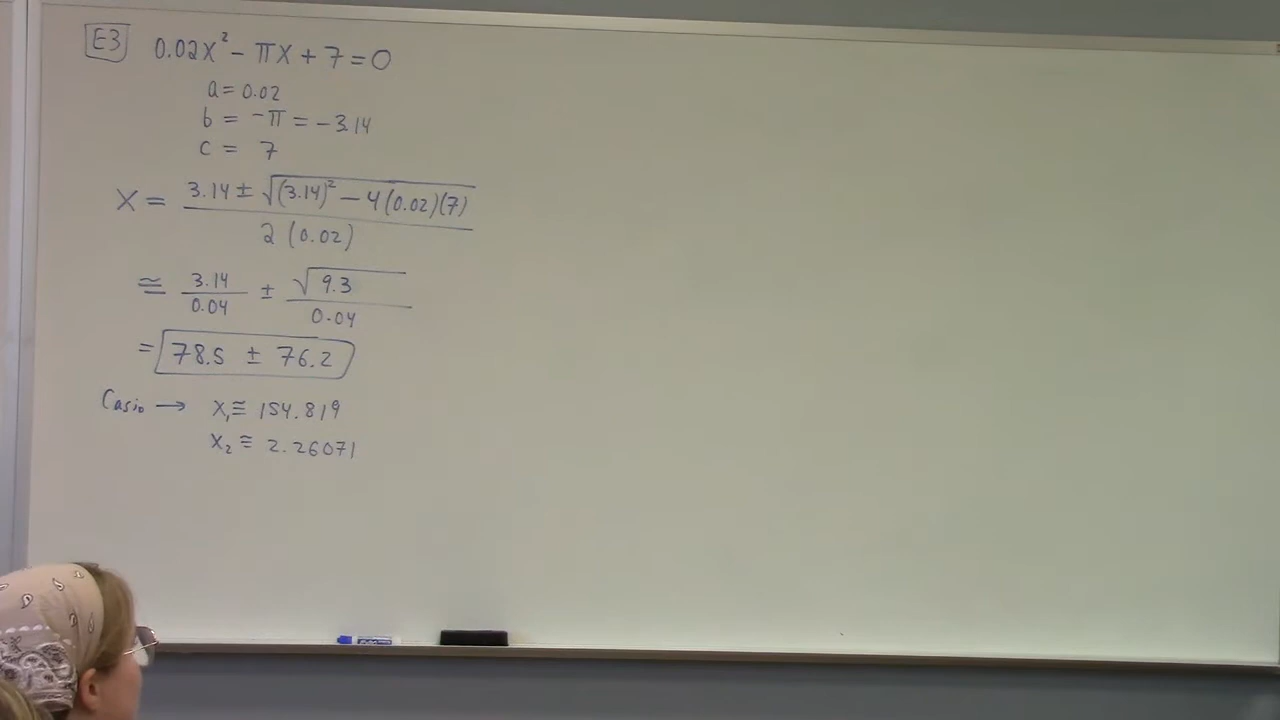 E3 0.02x² - πx + 7 = 0
a = 0.02
b = -π = -3.14
c = 7
x = (3.14 ± √((3.14)² - 4(0.02)(7))) / (2(0.02))
≅ 3.14/0.04 ± √9.3/0.04
= 78.5 ± 76.2
Casio → x₁ ≅ 154.819
x₂ ≅ 2.26071